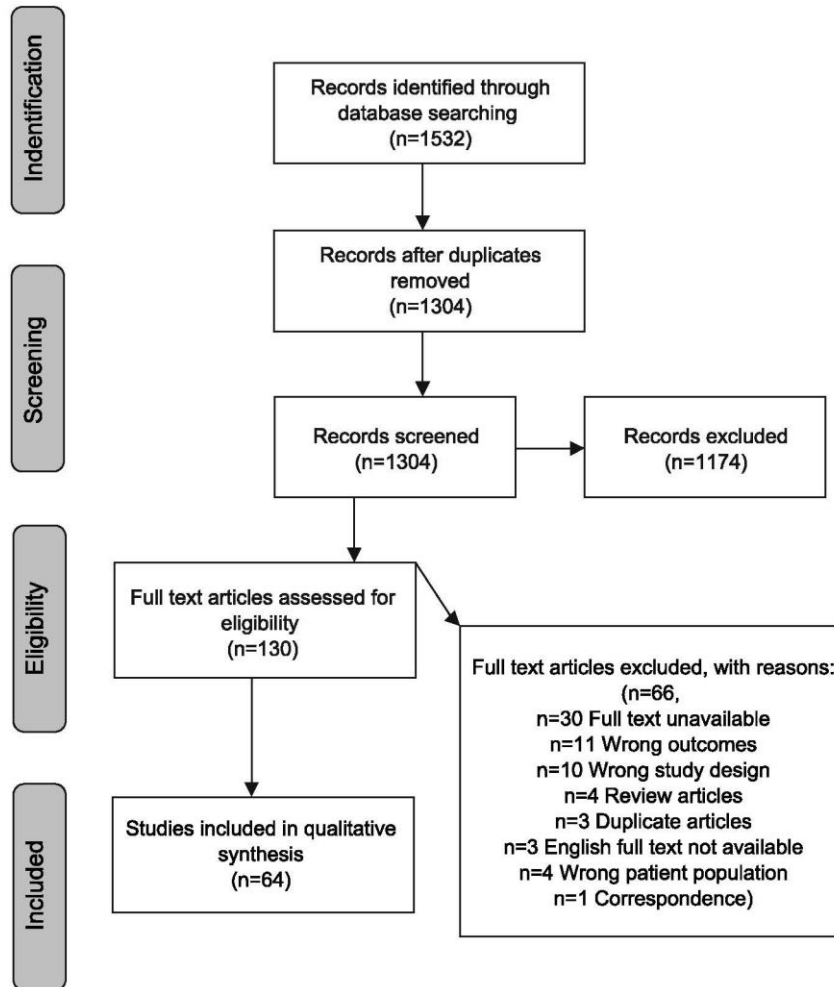 Indentification
Records identified through
database searching
(n=1532)
Records after duplicates
removed
(n=1304)
Screening
Records screened
(n=1304)
Records excluded
(n=1174)
Eligibility
Full text articles assessed for
eligibility
(n=130)
Full text articles excluded, with reasons:
(n=66,
n=30 Full text unavailable
n=11 Wrong outcomes
n=10 Wrong study design
n=4 Review articles
n=3 Duplicate articles
n=3 English full text not available
n=4 Wrong patient population
n=1 Correspondence)
Included
Studies included in qualitative
synthesis
(n=64)